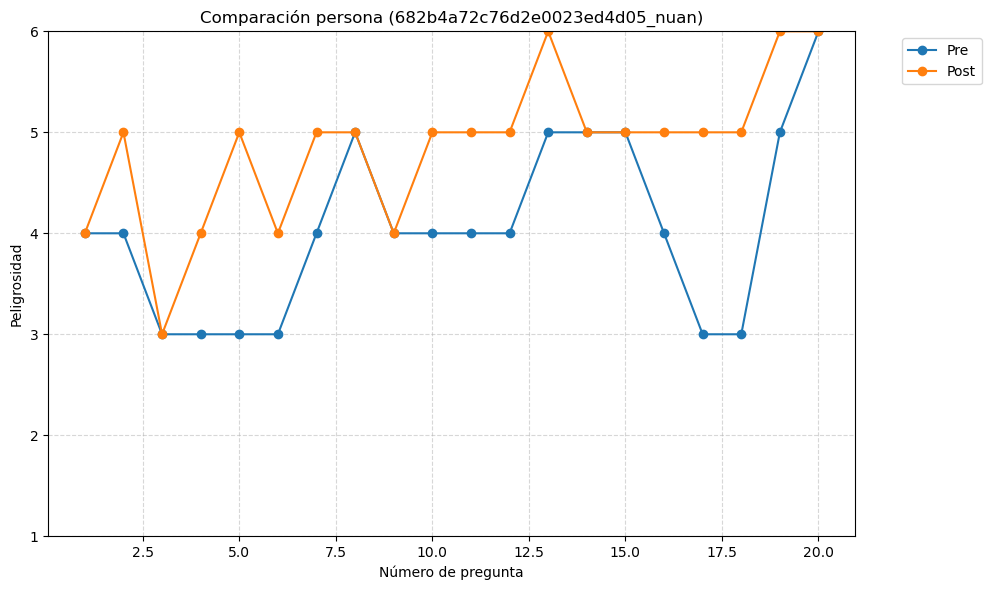 Comparación persona (682b4a72c76d2e0023ed4d05_nuan)
Pre
Post
6
5
4
3
2
1
Peligrosidad
2.5 5.0 7.5 10.0 12.5 15.0 17.5 20.0
Número de pregunta